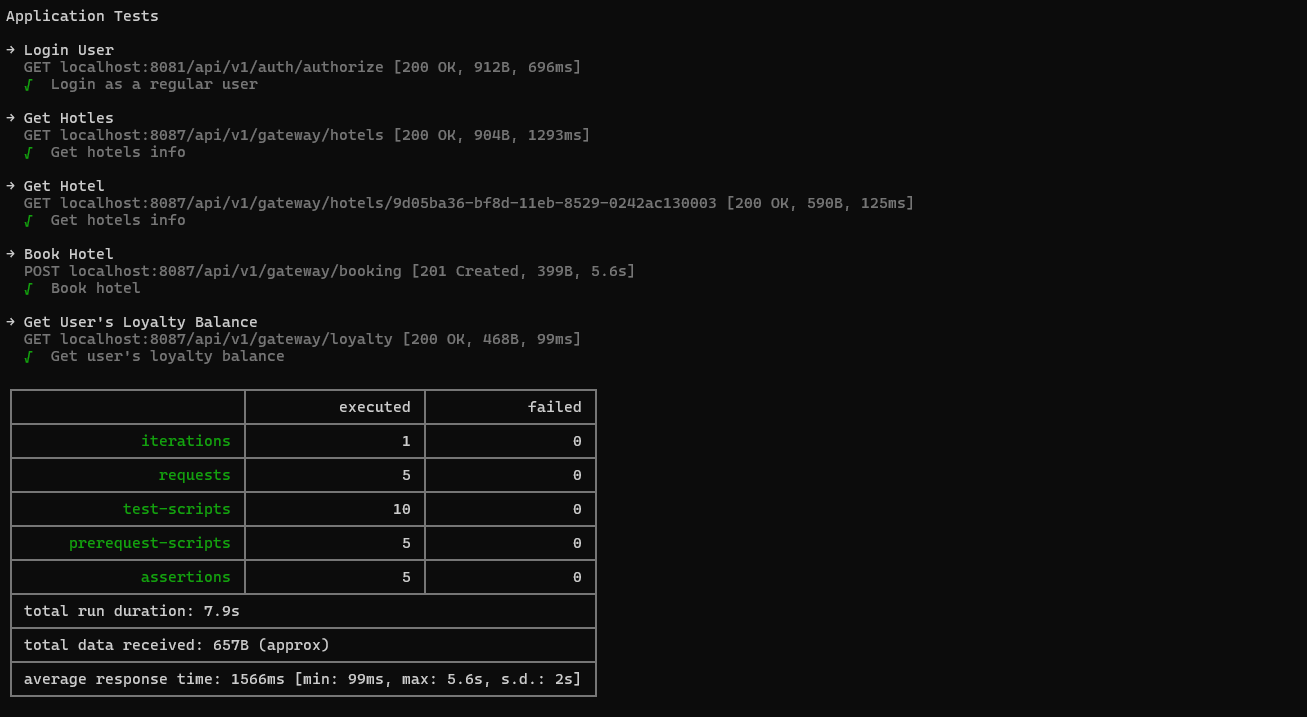 Application Tests
→ Login User
GET localhost:8081/api/v1/auth/authorize [200 OK, 912B, 696ms]
√ Login as a regular user
→ Get Hotles
GET localhost:8087/api/v1/gateway/hotels [200 OK, 904B, 1293ms]
√ Get hotels info
→ Get Hotel
GET localhost:8087/api/v1/gateway/hotels/9d05ba36-bf8d-11eb-8529-0242ac130003 [200 OK, 590B, 125ms]
√ Get hotels info
→ Book Hotel
POST localhost:8087/api/v1/gateway/booking [201 Created, 399B, 5.6s]
√ Book hotel
→ Get User's Loyalty Balance
GET localhost:8087/api/v1/gateway/loyalty [200 OK, 468B, 99ms]
√ Get user's loyalty balance
executed failed
iterations 1 0
requests 5 0
test-scripts 10 0
prerequest-scripts 5 0
assertions 5 0
total run duration: 7.9s
total data received: 657B (approx)
average response time: 1566ms [min: 99ms, max: 5.6s, s.d.: 2s]